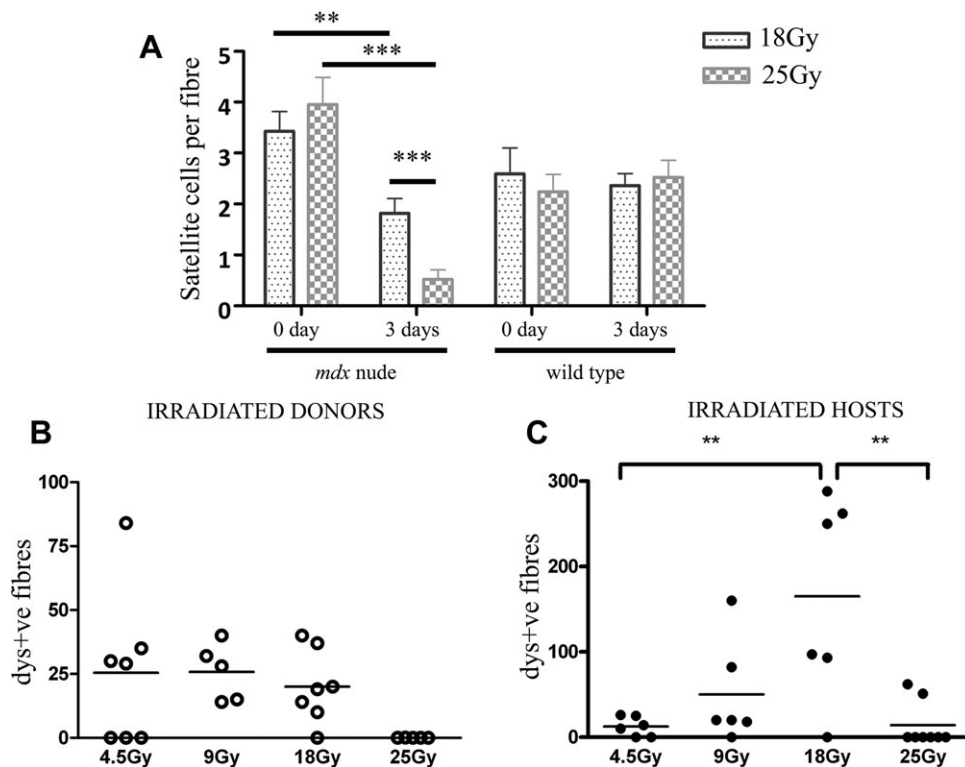 A
**
***
***
18Gy
25Gy
Satellite cells per fibre
5
4
3
2
1
0
0 day 3 days 0 day 3 days
mdx nude wild type
IRRADIATED DONORS
B
dys+ve fibres
100
75
50
25
0
4.5Gy 9Gy 18Gy 25Gy
IRRADIATED HOSTS
C
** **
dys+ve fibres
300
200
100
0
4.5Gy 9Gy 18Gy 25Gy